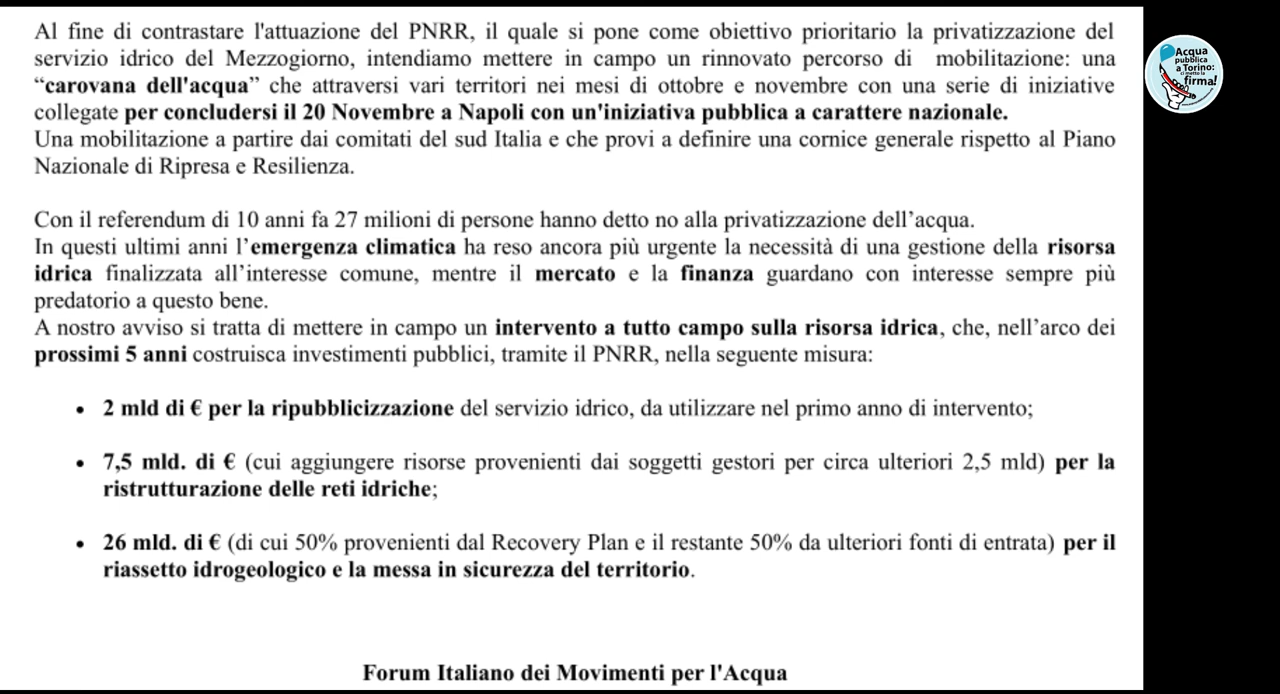 Al fine di contrastare l'attuazione del PNRR, il quale si pone come obiettivo prioritario la privatizzazione del
servizio idrico del Mezzogiorno, intendiamo mettere in campo un rinnovato percorso di mobilitazione: una
“carovana dell'acqua” che attraversi vari territori nei mesi di ottobre e novembre con una serie di iniziative
collegate per concludersi il 20 Novembre a Napoli con un'iniziativa pubblica a carattere nazionale.
Una mobilitazione a partire dai comitati del sud Italia e che provi a definire una cornice generale rispetto al Piano
Nazionale di Ripresa e Resilienza.
Con il referendum di 10 anni fa 27 milioni di persone hanno detto no alla privatizzazione dell’acqua.
In questi ultimi anni l’emergenza climatica ha reso ancora più urgente la necessità di una gestione della risorsa
idrica finalizzata all’interesse comune, mentre il mercato e la finanza guardano con interesse sempre più
predatorio a questo bene.
A nostro avviso si tratta di mettere in campo un intervento a tutto campo sulla risorsa idrica, che, nell’arco dei
prossimi 5 anni costruisca investimenti pubblici, tramite il PNRR, nella seguente misura:
• 2 mld di € per la ripubblicizzazione del servizio idrico, da utilizzare nel primo anno di intervento;
• 7,5 mld. di € (cui aggiungere risorse provenienti dai soggetti gestori per circa ulteriori 2,5 mld) per la
ristrutturazione delle reti idriche;
• 26 mld. di € (di cui 50% provenienti dal Recovery Plan e il restante 50% da ulteriori fonti di entrata) per il
riassetto idrogeologico e la messa in sicurezza del territorio.
Forum Italiano dei Movimenti per l'Acqua
Acqua
pubblica
a Torino:
ci metto la
firma!